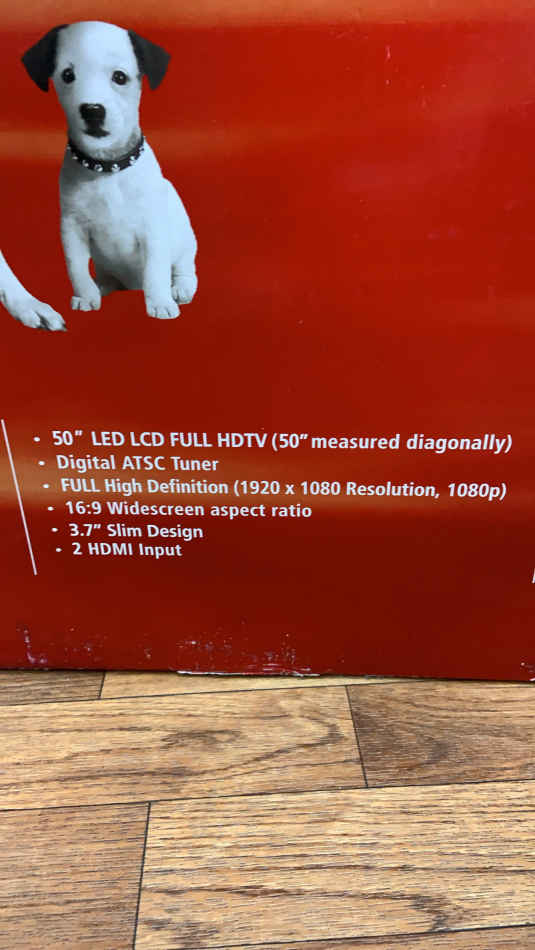 • 50" LED LCD FULL HDTV (50" measured diagonally)
• Digital ATSC Tuner
• FULL High Definition (1920 x 1080 Resolution, 1080p)
• 16:9 Widescreen aspect ratio
• 3.7" Slim Design
• 2 HDMI Input